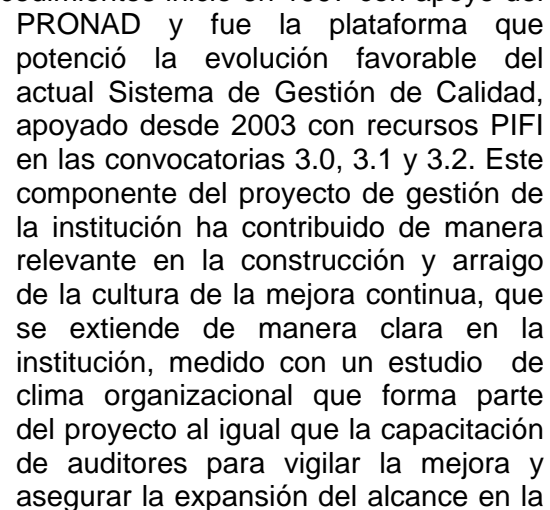 PRONAD y fue la plataforma que
potenció la evolución favorable del
actual Sistema de Gestión de Calidad,
apoyado desde 2003 con recursos PIFI
en las convocatorias 3.0, 3.1 y 3.2. Este
componente del proyecto de gestión de
la institución ha contribuido de manera
relevante en la construcción y arraigo
de la cultura de la mejora continua, que
se extiende de manera clara en la
institución, medido con un estudio de
clima organizacional que forma parte
del proyecto al igual que la capacitación
de auditores para vigilar la mejora y
asegurar la expansión del alcance en la